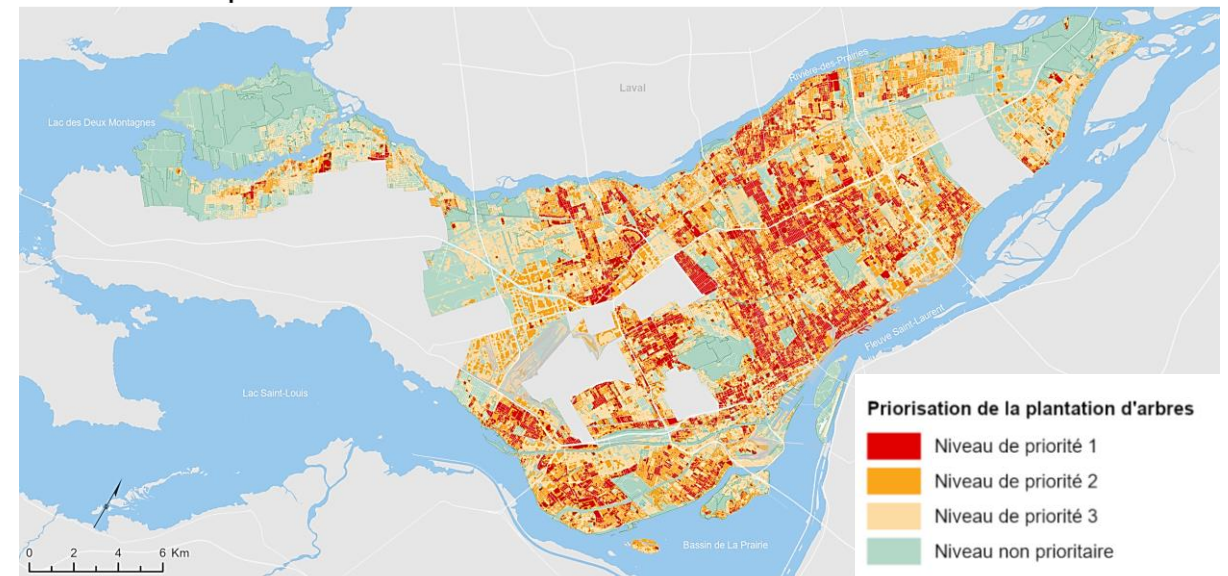 Lac des Deux Montagnes
Laval
Rivière-des-Prairies
Fleuve Saint-Laurent
Lac Saint-Louis
Bassin de La Prairie
0 2 4 6 Km
Priorisation de la plantation d'arbres
Niveau de priorité 1
Niveau de priorité 2
Niveau de priorité 3
Niveau non prioritaire